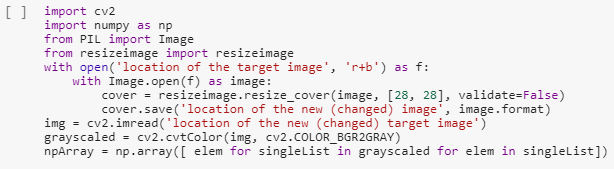 [ ] import cv2
import numpy as np
from PIL import Image
from resizeimage import resizeimage
with open('location of the target image', 'r+b') as f:
    with Image.open(f) as image:
        cover = resizeimage.resize_cover(image, [28, 28], validate=False)
        cover.save('location of the new (changed) image', image.format)
img = cv2.imread('location of the new (changed) target image')
grayscaled = cv2.cvtColor(img, cv2.COLOR_BGR2GRAY)
npArray = np.array([ elem for singleList in grayscaled for elem in singleList])